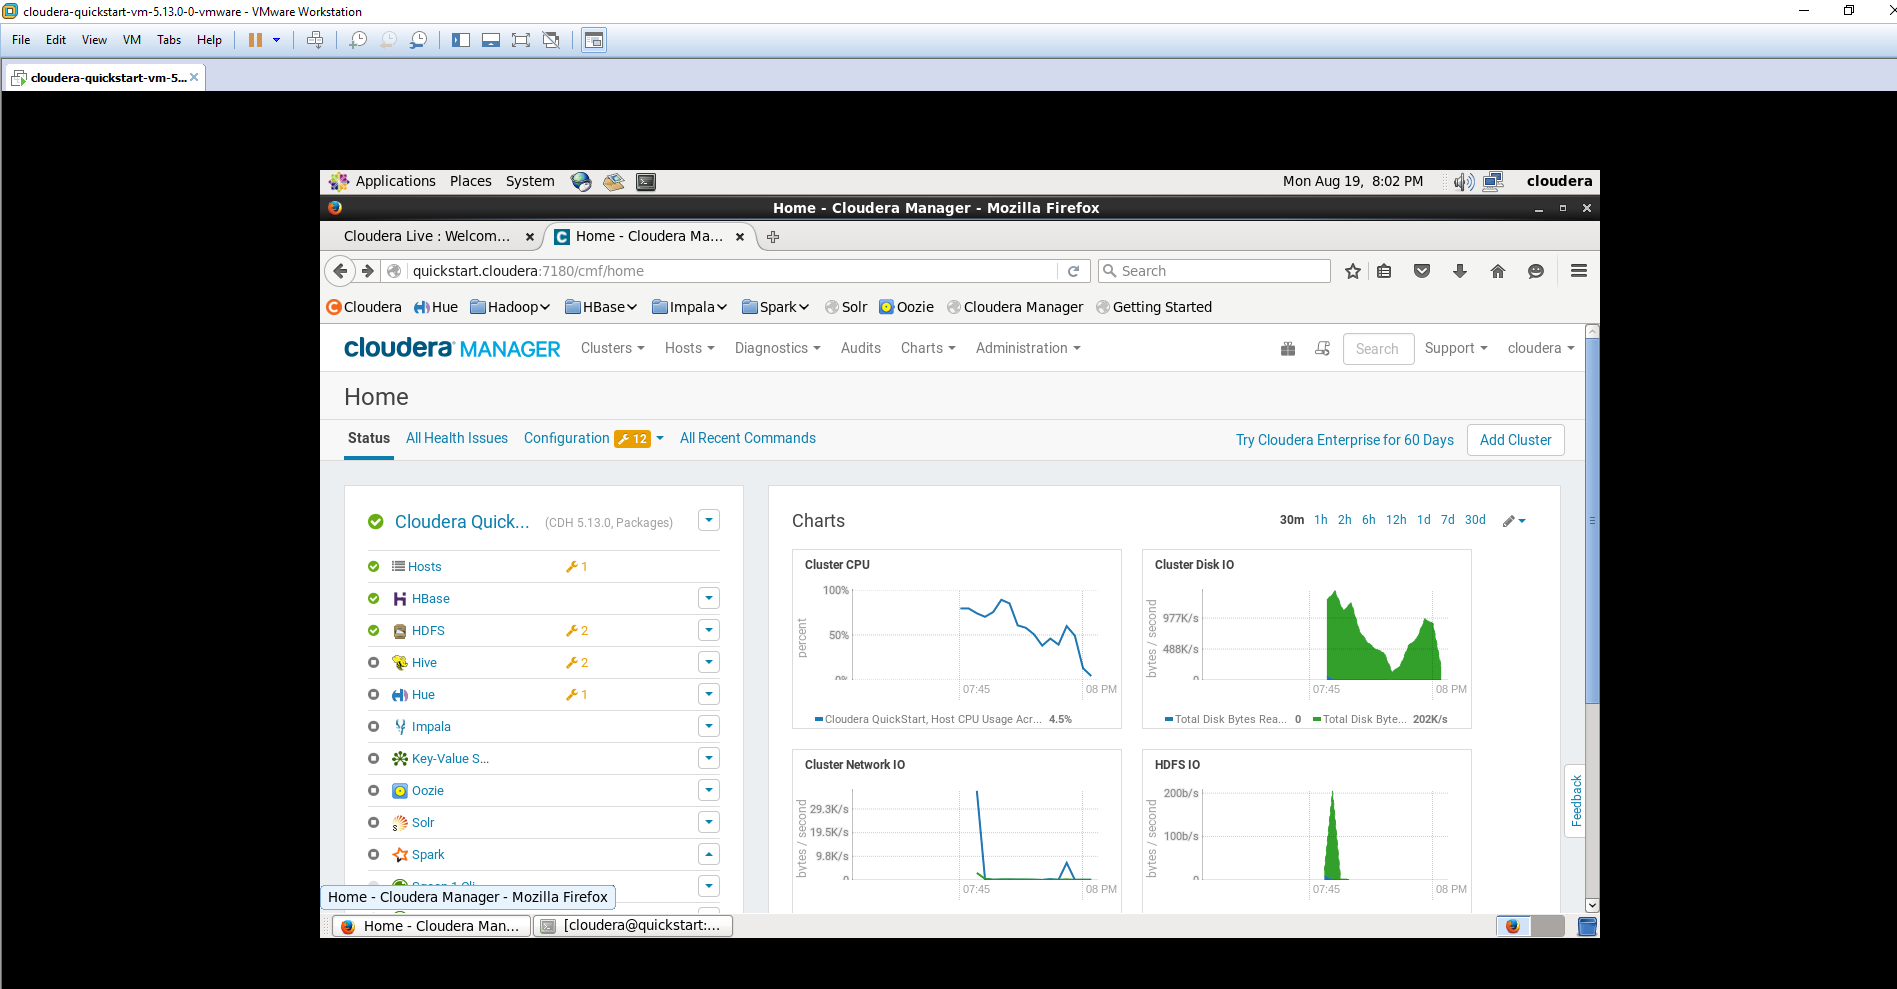 cloudera-quickstart-vm-5.13.0-0-vmware - VMware Workstation
File Edit View VM Tabs Help
cloudera-quickstart-vm-5...
Applications Places System Mon Aug 19, 8:02 PM cloudera
Home - Cloudera Manager - Mozilla Firefox
Cloudera Live : Welcom... Home - Cloudera Ma...
quickstart.cloudera:7180/cmf/home Search
Cloudera Hue Hadoop HBase Impala Spark Solr Oozie Cloudera Manager Getting Started
cloudera MANAGER Clusters Hosts Diagnostics Audits Charts Administration Search Support cloudera
Home
Status All Health Issues Configuration 12 All Recent Commands Try Cloudera Enterprise for 60 Days Add Cluster
Cloudera Quick... (CDH 5.13.0, Packages)
Hosts 1
HBase
HDFS 2
Hive 2
Hue 1
Impala
Key-Value S...
Oozie
Solr
Spark
Charts 30m 1h 2h 6h 12h 1d 7d 30d
Cluster CPU
percent
100%
50%
0%
07:45 08 PM
Cloudera QuickStart, Host CPU Usage Acr... 4.5%
Cluster Disk IO
bytes / second
977K/s
488K/s
0
07:45 08 PM
Total Disk Bytes Rea... 0 Total Disk Byte... 202K/s
Cluster Network IO
bytes / second
29.3K/s
19.5K/s
9.8K/s
0
07:45 08 PM
HDFS IO
bytes / second
200b/s
100b/s
0
07:45 08 PM
Feedback
Home - Cloudera Manager - Mozilla Firefox
Home - Cloudera Man... [cloudera@quickstart:...